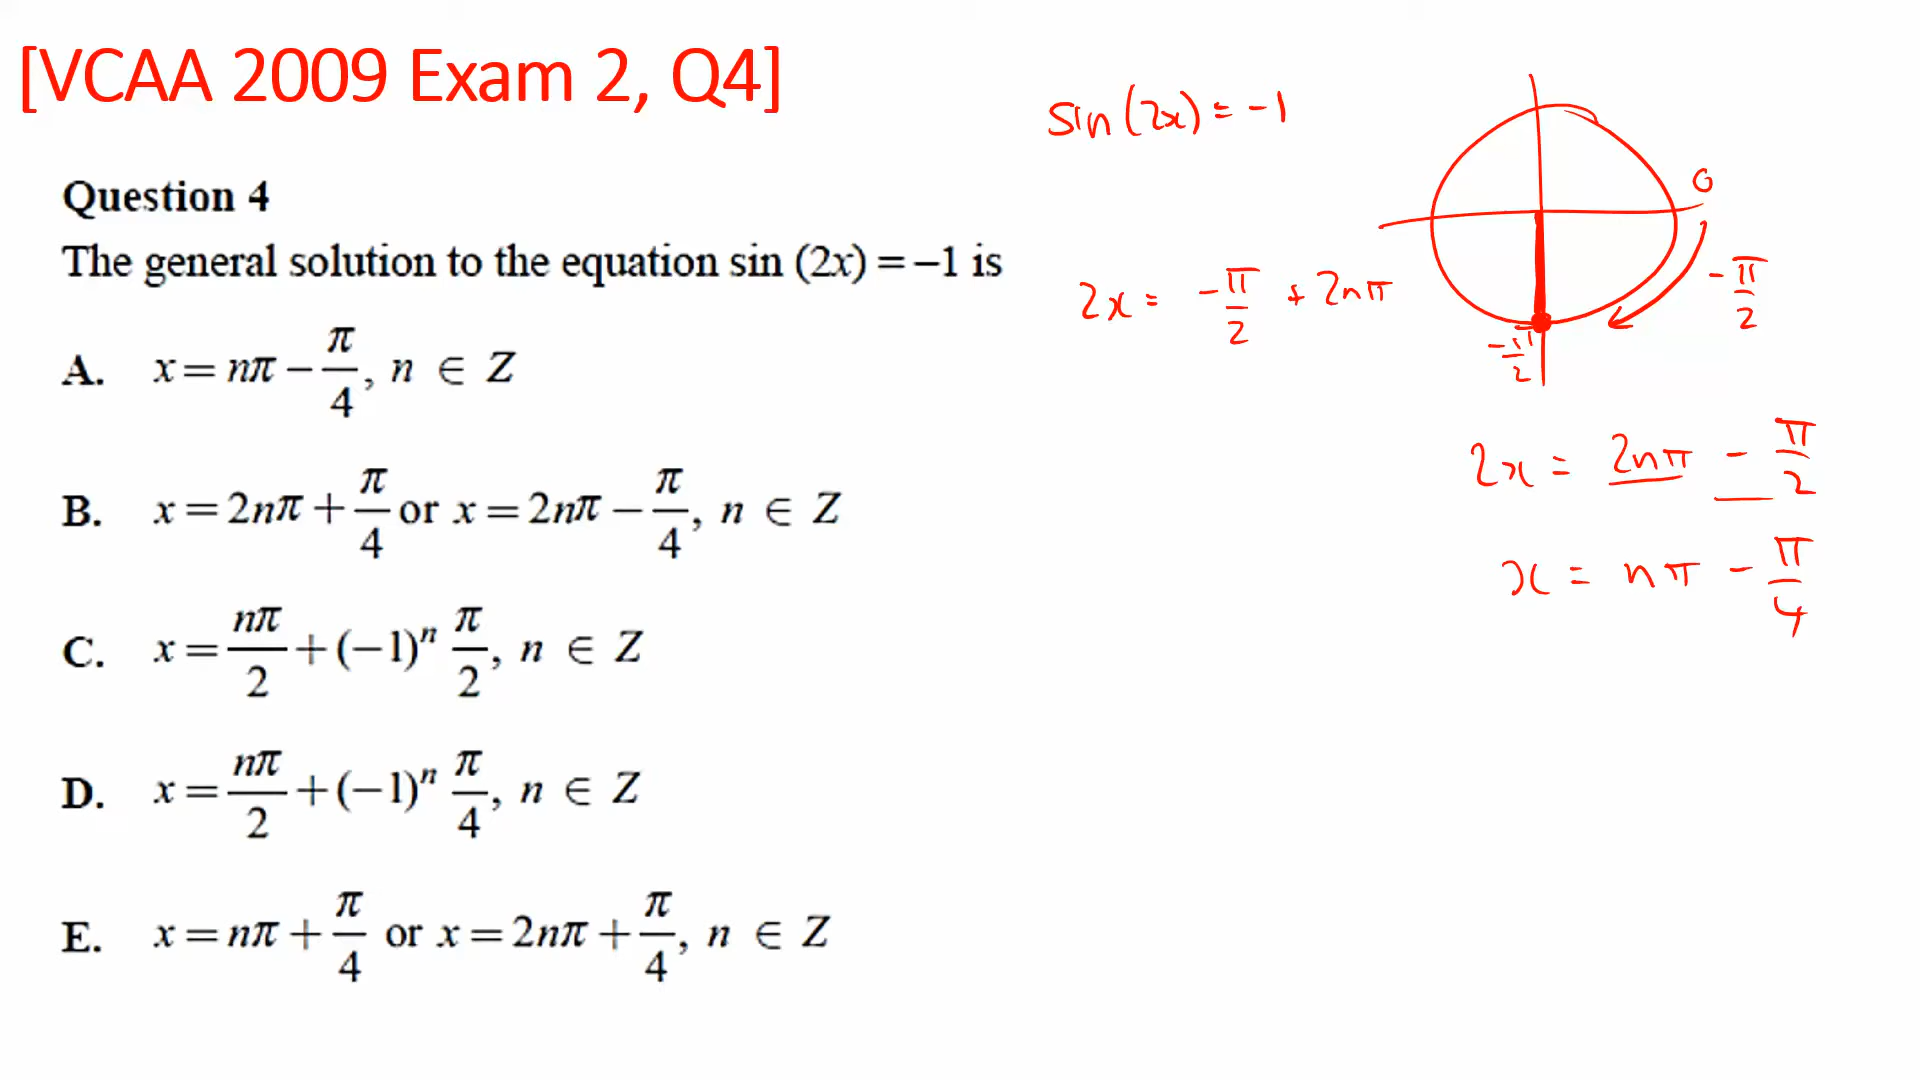 [VCAA 2009 Exam 2, Q4]
Question 4
The general solution to the equation sin (2x) = −1 is
A. x = nπ − π/4, n ∈ Z
B. x = 2nπ + π/4 or x = 2nπ − π/4, n ∈ Z
C. x = nπ/2 + (−1)ⁿ π/2, n ∈ Z
D. x = nπ/2 + (−1)ⁿ π/4, n ∈ Z
E. x = nπ + π/4 or x = 2nπ + π/4, n ∈ Z
sin (2x) = −1
0
−π/2
−π/2
2x = −π/2 + 2nπ
2x = 2nπ − π/2
x = nπ − π/4